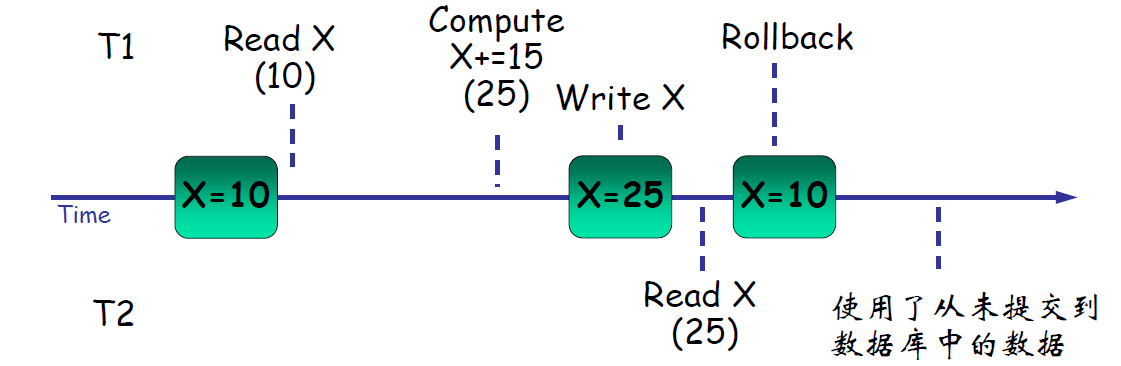 T1
Read X
(10)
Compute
X+=15
(25)
Write X
Rollback
X=10
X=25
X=10
Time
T2
Read X
(25)
使用了从未提交到
数据库中的数据